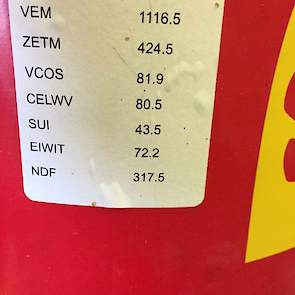 VEM 1116.5
ZETM 424.5
VCOS 81.9
CELWV 80.5
SUI 43.5
EIWIT 72.2
NDF 317.5